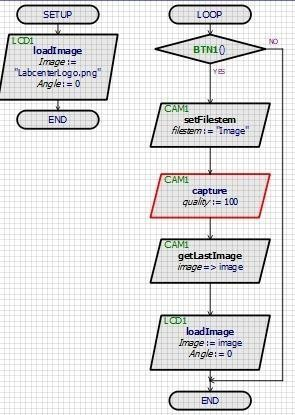 SETUP
LCD1
loadImage
Image :=
"LabcenterLogo.png"
Angle := 0
END
LOOP
BTN1()
NO
YES
CAM1
setFilestem
filestem := "Image"
CAM1
capture
quality := 100
CAM1
getLastImage
image => image
LCD1
loadImage
Image := image
Angle := 0
END